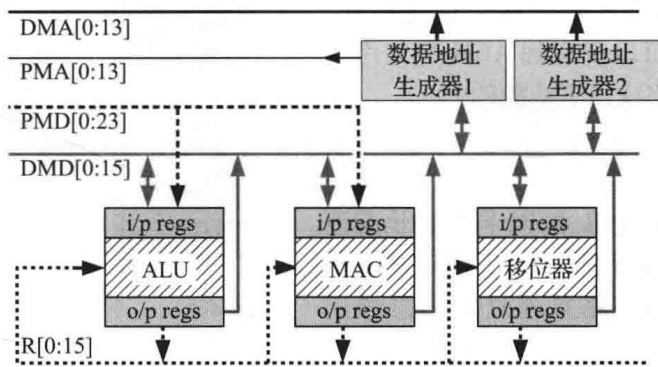 DMA[0:13]
数据地址
生成器1
数据地址
生成器2
PMA[0:13]
PMD[0:23]
DMD[0:15]
i/p regs
ALU
o/p regs
i/p regs
MAC
o/p regs
i/p regs
移位器
o/p regs
R[0:15]